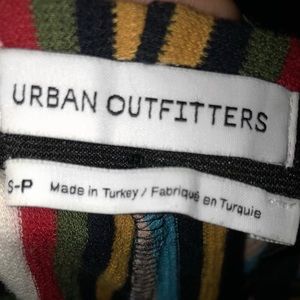 URBAN OUTFITTERS
S-P Made in Turkey / Fabriqué en Turquie